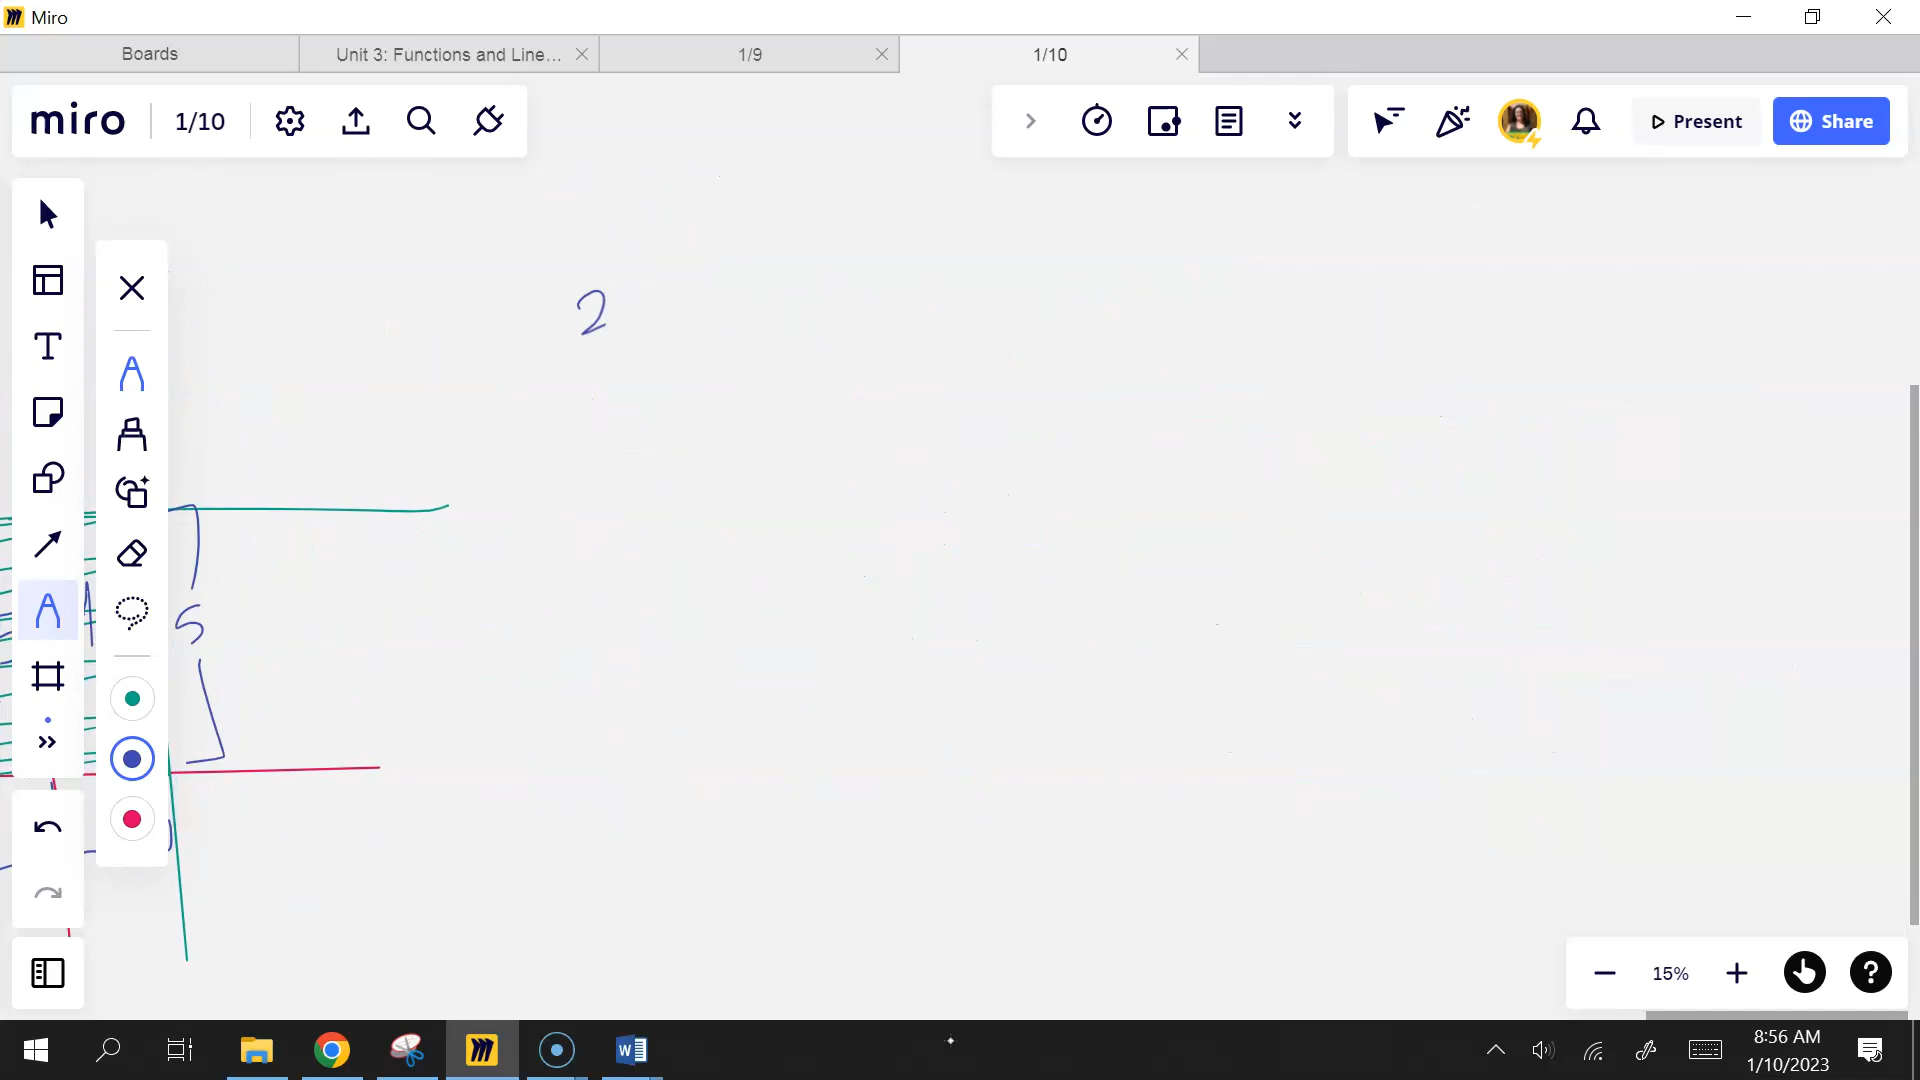 Miro
Boards
Unit 3: Functions and Line...
1/9
1/10
miro
1/10
Present
Share
2
5
15%
8:56 AM
1/10/2023